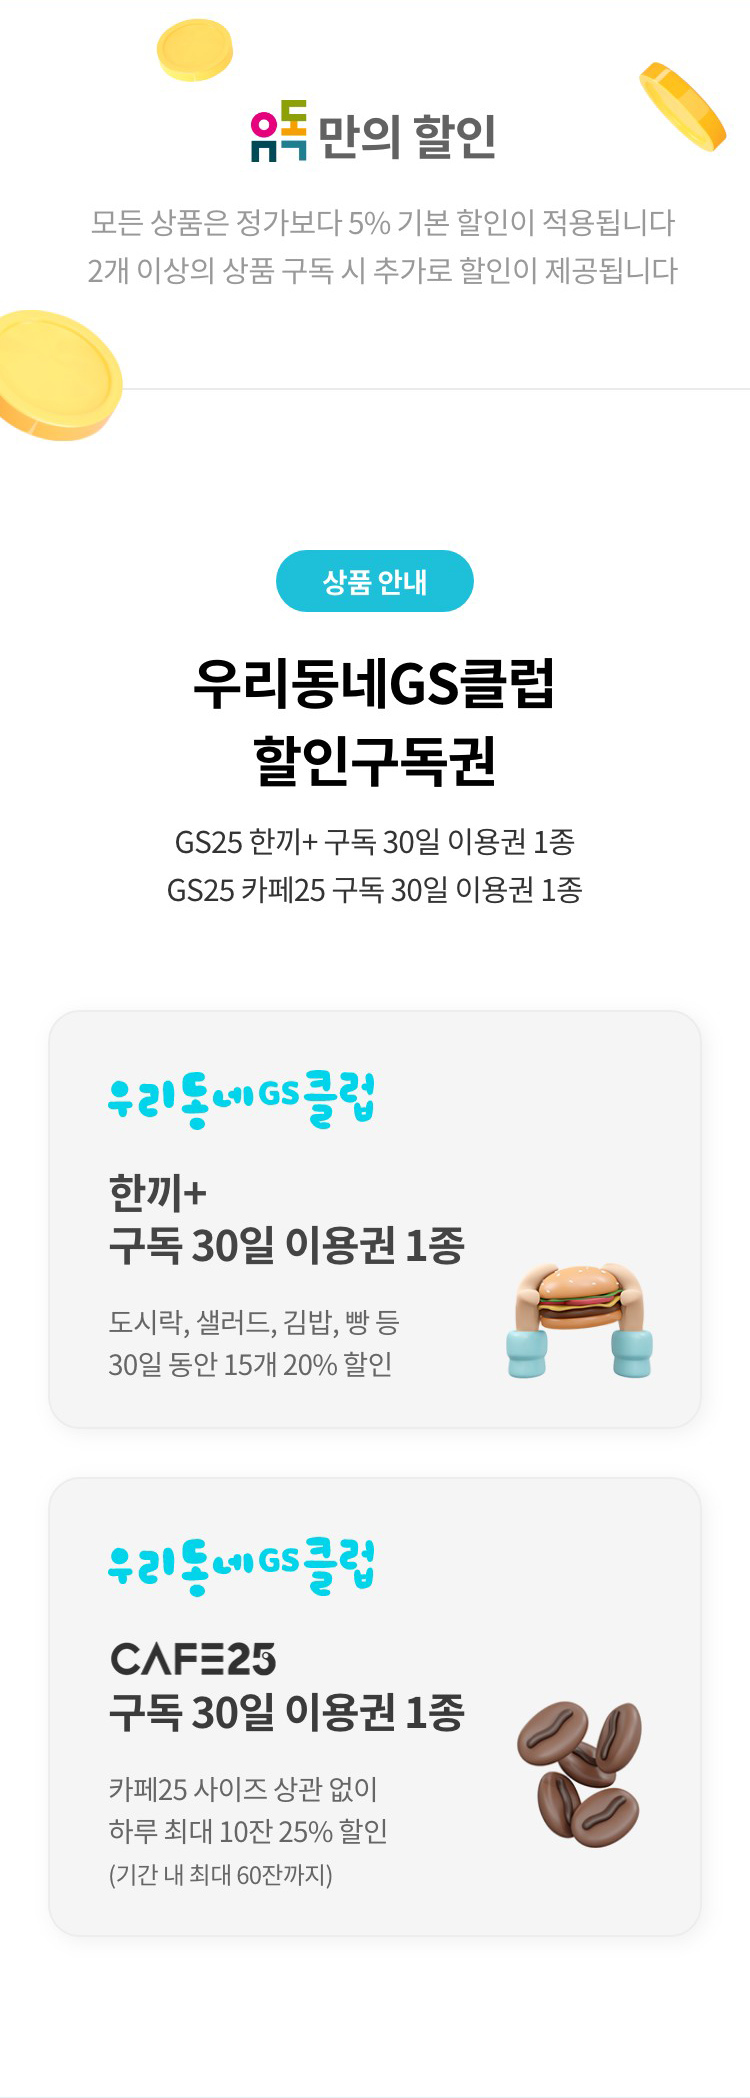 유독 만의 할인
모든 상품은 정가보다 5% 기본 할인이 적용됩니다
2개 이상의 상품 구독 시 추가로 할인이 제공됩니다
상품 안내
우리동네GS클럽
할인구독권
GS25 한끼+ 구독 30일 이용권 1종
GS25 카페25 구독 30일 이용권 1종
우리동네GS클럽
한끼+
구독 30일 이용권 1종
도시락, 샐러드, 김밥, 빵 등
30일 동안 15개 20% 할인
우리동네GS클럽
CAFE25
구독 30일 이용권 1종
카페25 사이즈 상관 없이
하루 최대 10잔 25% 할인
(기간 내 최대 60잔까지)